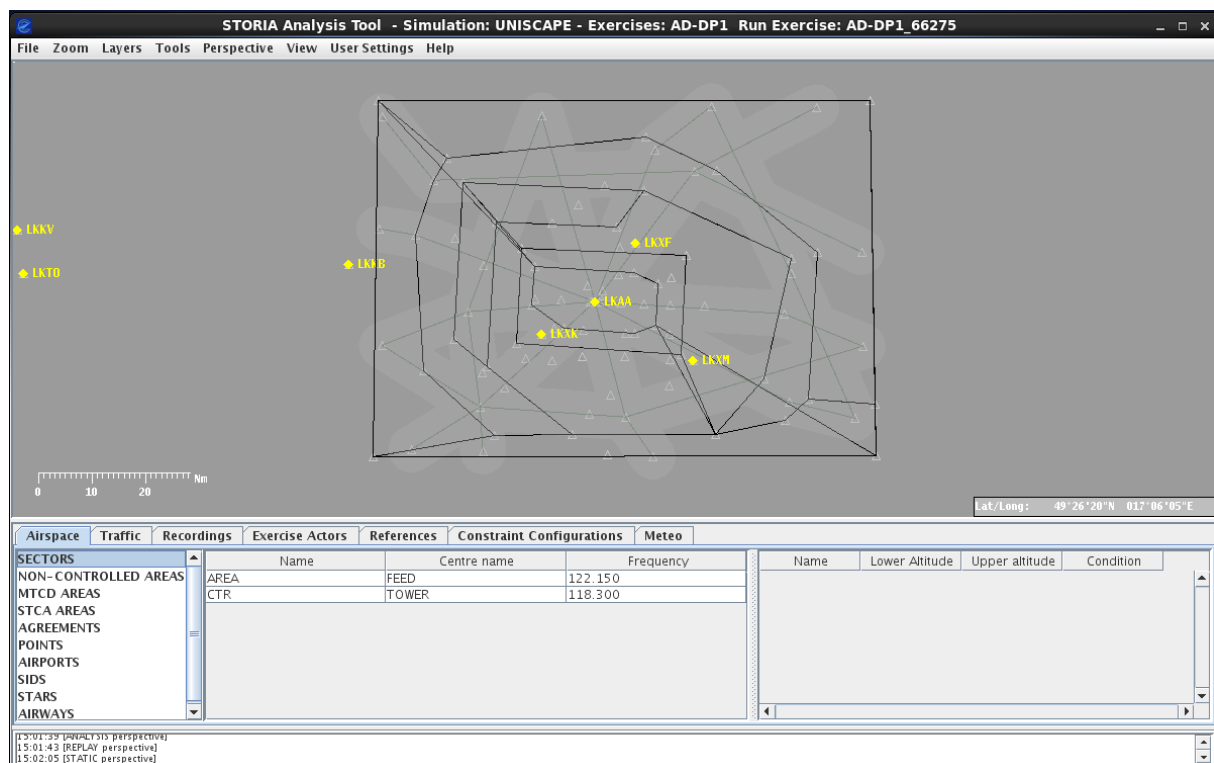 STORIA Analysis Tool - Simulation: UNISCAPE - Exercises: AD-DP1 Run Exercise: AD-DP1_66275
File Zoom Layers Tools Perspective View User Settings Help
LKKV
LKXF
LKKB
LKTO
LKAA
LKXK
LKXM
Nm
0 10 20
Lat/Long: 49°26'20"N 017°06'05"E
Airspace Traffic Recordings Exercise Actors References Constraint Configurations Meteo
SECTORS
NON-CONTROLLED AREAS
MTCD AREAS
STCA AREAS
AGREEMENTS
POINTS
AIRPORTS
SIDS
STARS
AIRWAYS
Name Centre name Frequency
AREA FEED 122.150
CTR TOWER 118.300
Name Lower Altitude Upper altitude Condition
15:01:39 [ANALYSIS perspective]
15:01:43 [REPLAY perspective]
15:02:05 [STATIC perspective]